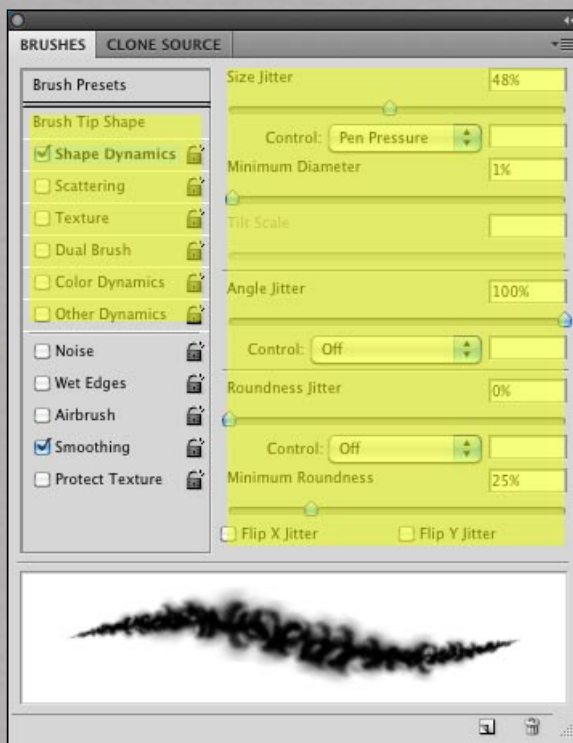 BRUSHES CLONE SOURCE
Brush Presets
Brush Tip Shape
Shape Dynamics
Scattering
Texture
Dual Brush
Color Dynamics
Other Dynamics
Noise
Wet Edges
Airbrush
Smoothing
Protect Texture
Size Jitter 48%
Control: Pen Pressure
Minimum Diameter 1%
Tilt Scale
Angle Jitter 100%
Control: Off
Roundness Jitter 0%
Control: Off
Minimum Roundness 25%
Flip X Jitter Flip Y Jitter